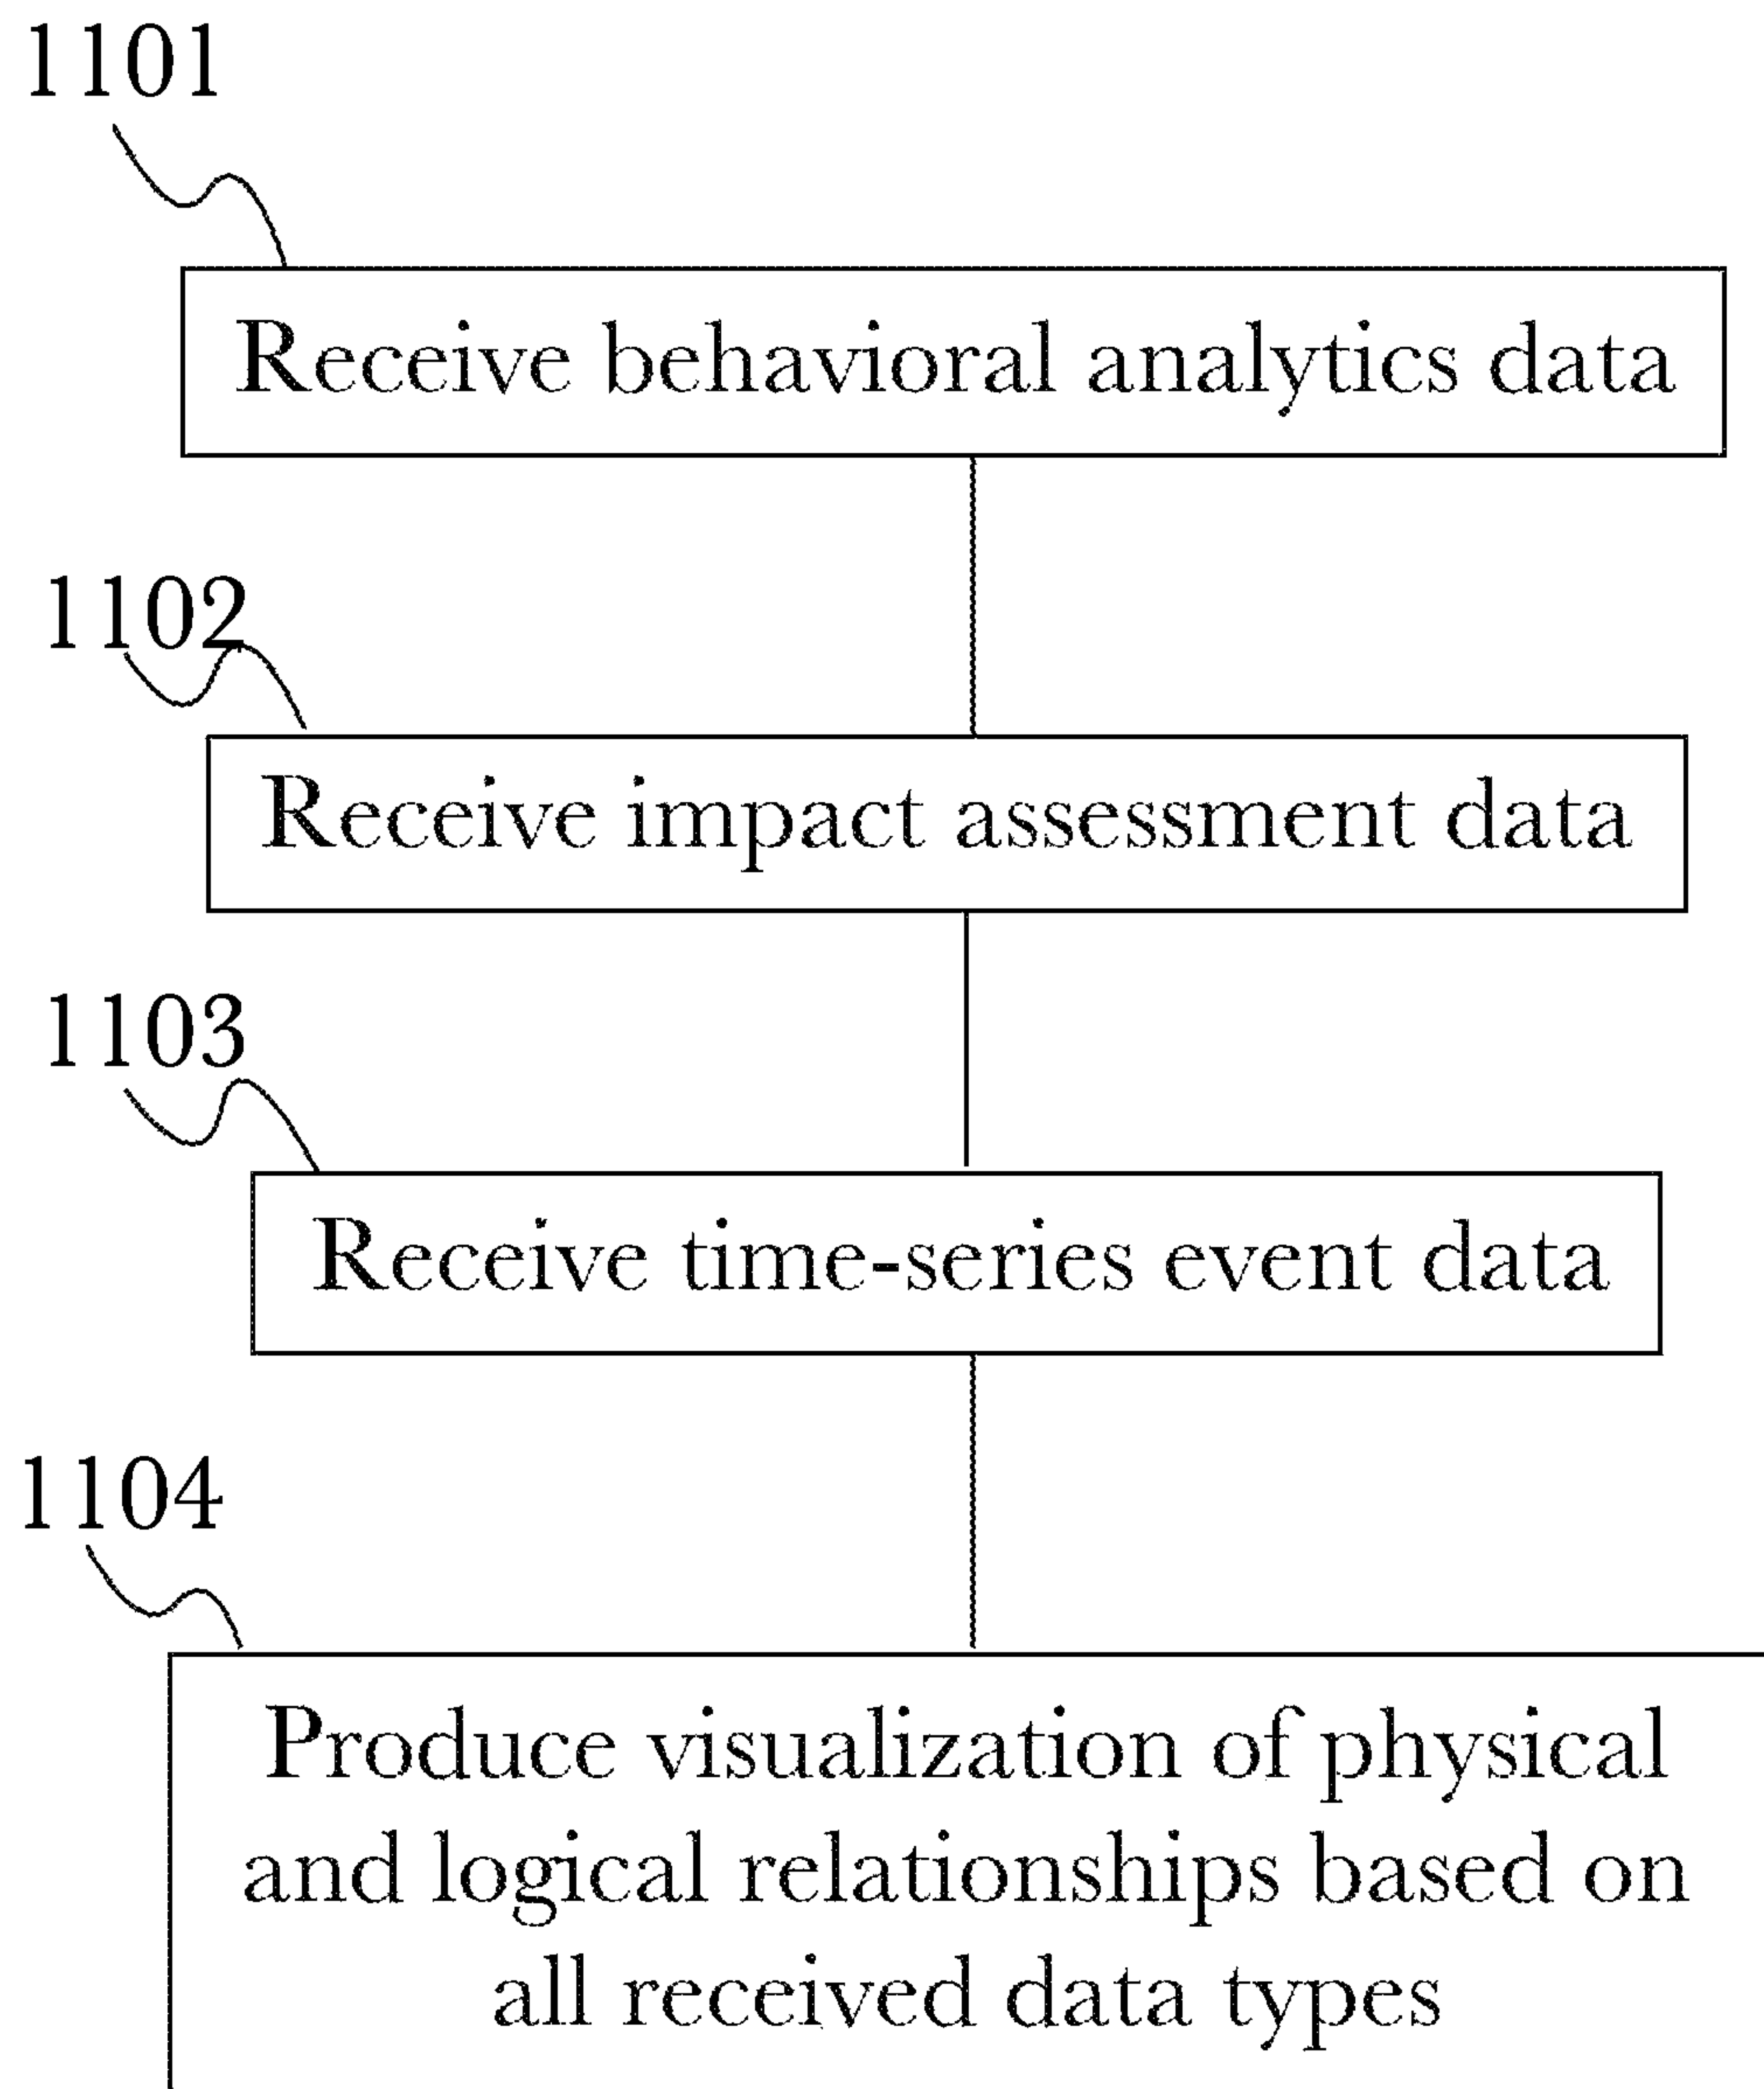 1101
Receive behavioral analytics data
1102
Receive impact assessment data
1103
Receive time-series event data
1104
Produce visualization of physical
and logical relationships based on
all received data types